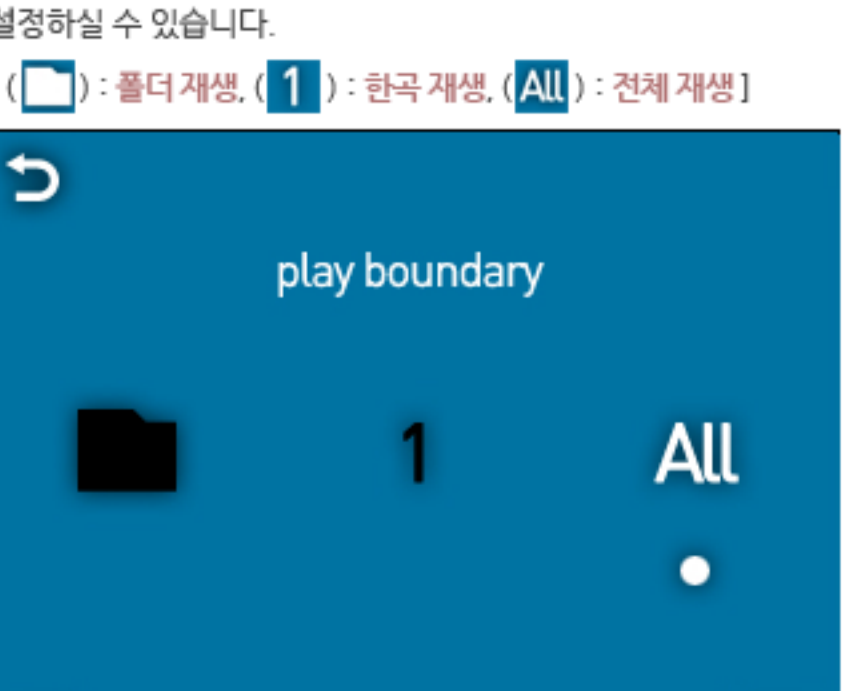 설정하실 수 있습니다.
( ) : 폴더 재생, ( 1 ) : 한곡 재생, ( All ) : 전체 재생 ]
play boundary
1 All